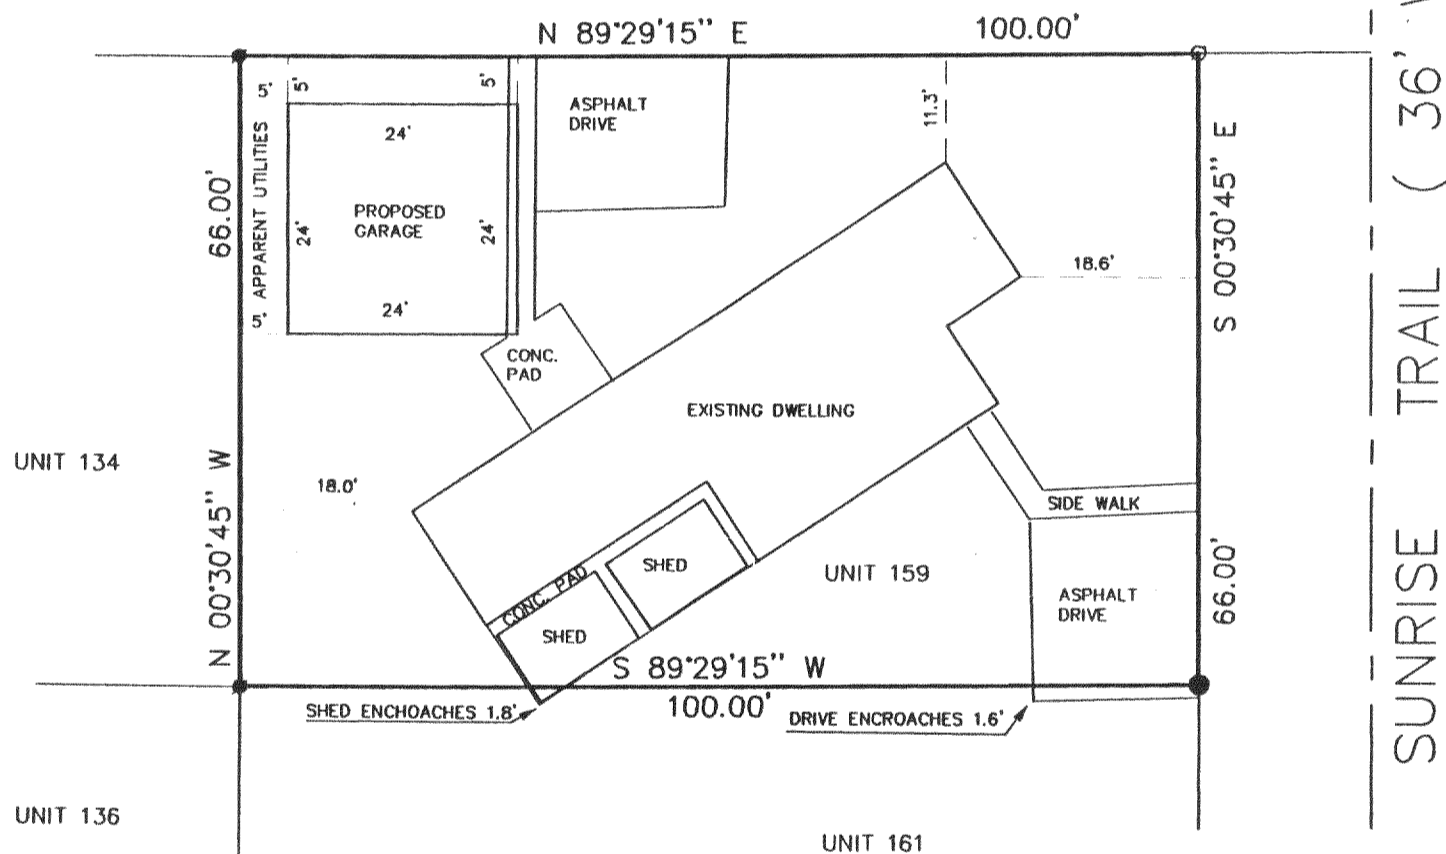 N 89°29'15" E
100.00'
5'
5'
5'
ASPHALT
DRIVE
11.3'
24'
APPARENT UTILITIES
66.00'
PROPOSED
GARAGE
24'
24'
24'
5'
S 00°30'45" E
18.6'
CONC.
PAD
EXISTING DWELLING
UNIT 134
18.0'
N 00°30'45" W
SIDE WALK
SHED
CONC. PAD
UNIT 159
ASPHALT
DRIVE
66.00'
SHED
S 89°29'15" W
SHED ENCHOACHES 1.8'
100.00'
DRIVE ENCROACHES 1.6'
UNIT 136
UNIT 161
SUNRISE TRAIL ( 36'